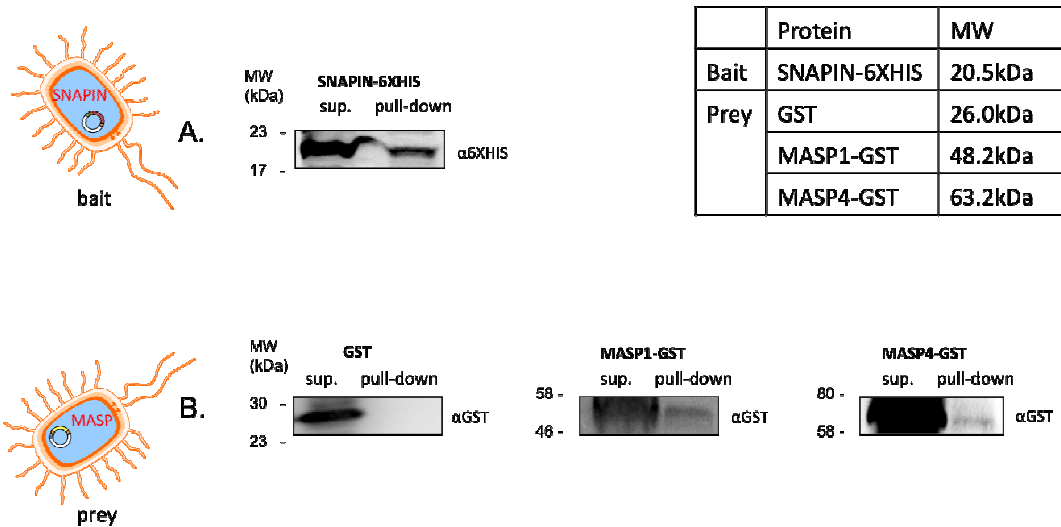 SNAPIN
bait
A.
MW
(kDa)
SNAPIN-6XHIS
sup. pull-down
23 -
17 -
α6XHIS
Protein MW
Bait SNAPIN-6XHIS 20.5kDa
Prey GST 26.0kDa
MASP1-GST 48.2kDa
MASP4-GST 63.2kDa
MASP
prey
B.
MW
(kDa)
GST
sup. pull-down
30 -
23 -
αGST
MASP1-GST
sup. pull-down
58 -
46 -
αGST
MASP4-GST
sup. pull-down
80 -
58 -
αGST